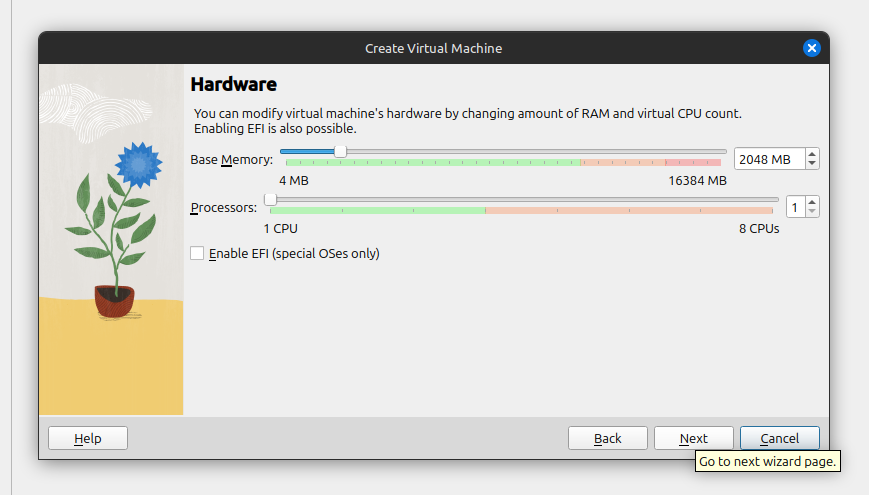 Create Virtual Machine
Hardware
You can modify virtual machine's hardware by changing amount of RAM and virtual CPU count.
Enabling EFI is also possible.
Base Memory:
2048 MB
4 MB
16384 MB
Processors:
1
1 CPU
8 CPUs
Enable EFI (special OSes only)
Help
Back
Next
Cancel
Go to next wizard page.